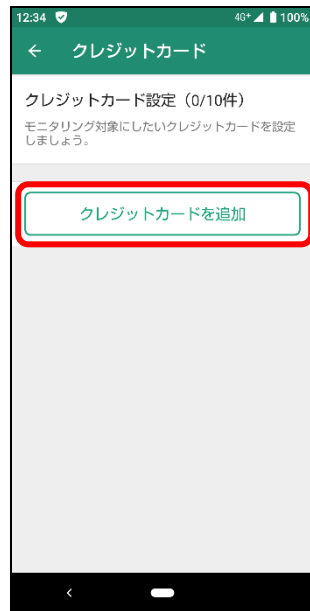 12:34 4G+ 100%
クレジットカード
クレジットカード設定（0/10件）
モニタリング対象にしたいクレジットカードを設定
しましょう。
クレジットカードを追加